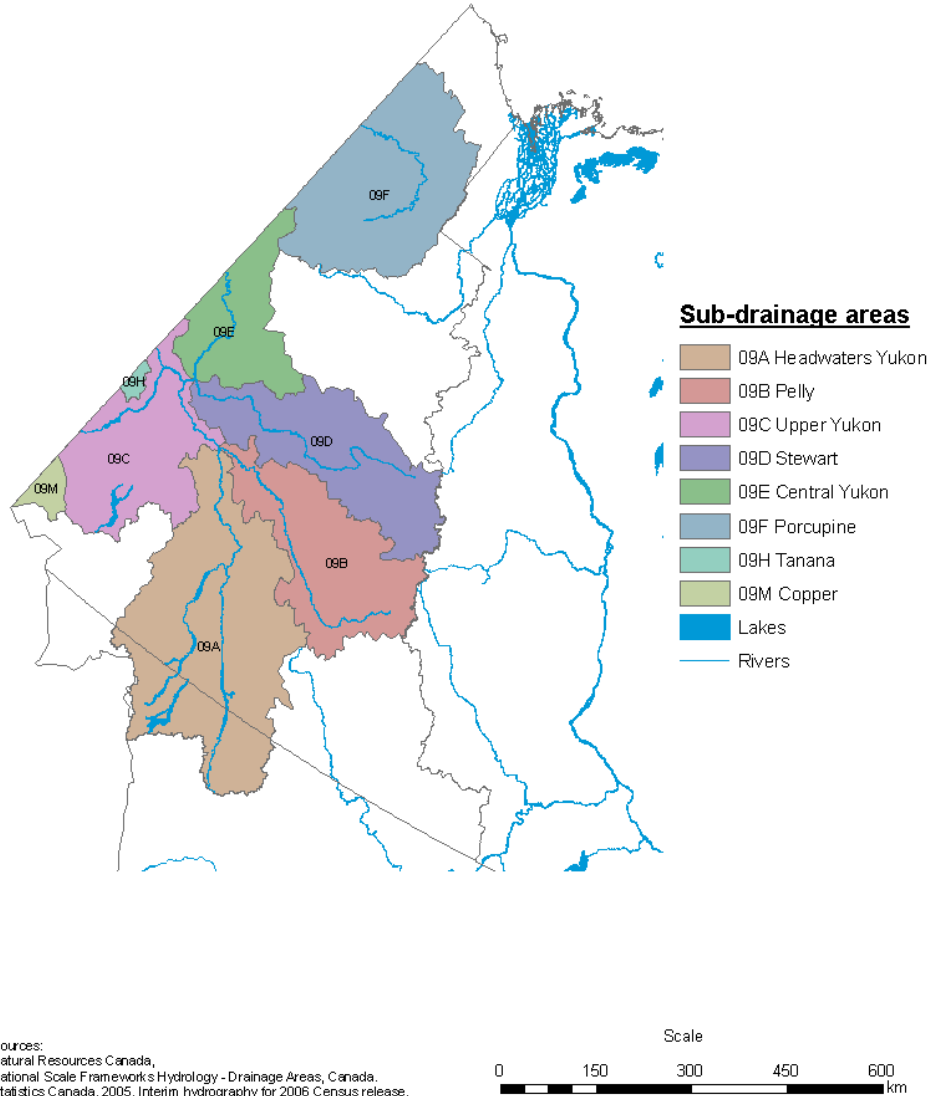 09F
09E
09H
09D
09C
09M
09B
09A
Sub-drainage areas
09A Headwaters Yukon
09B Pelly
09C Upper Yukon
09D Stewart
09E Central Yukon
09F Porcupine
09H Tanana
09M Copper
Lakes
Rivers
Scale
0 150 300 450 600
km
ources:
atural Resources Canada,
ational Scale Frameworks Hydrology - Drainage Areas, Canada.
tatistics Canada, 2005. Interim hydrography for 2006 Census release.